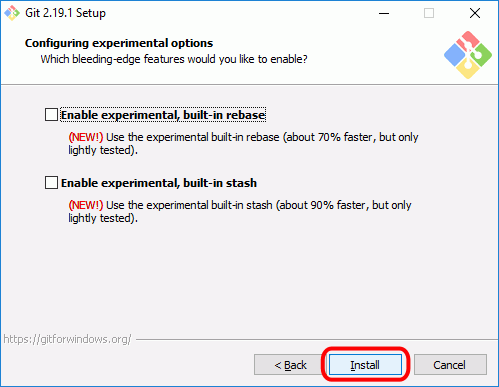 Git 2.19.1 Setup
Configuring experimental options
Which bleeding-edge features would you like to enable?
Enable experimental, built-in rebase
(NEW!) Use the experimental built-in rebase (about 70% faster, but only
lightly tested).
Enable experimental, built-in stash
(NEW!) Use the experimental built-in stash (about 90% faster, but only
lightly tested).
https://gitforwindows.org/
< Back
Install
Cancel